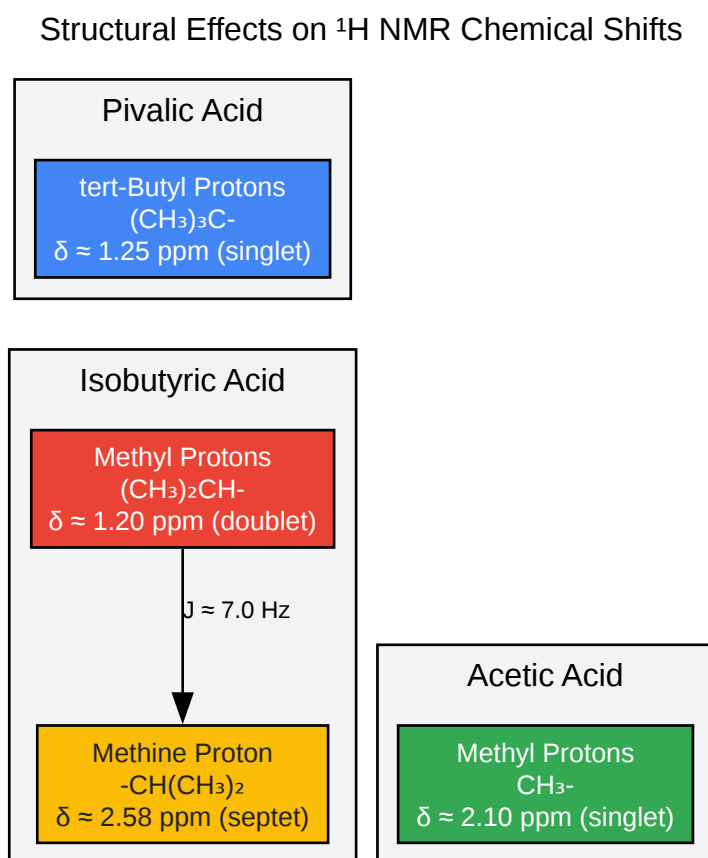 Structural Effects on ¹H NMR Chemical Shifts
Pivalic Acid
tert-Butyl Protons
(CH₃)₃C-
δ ≈ 1.25 ppm (singlet)
Isobutyric Acid
Methyl Protons
(CH₃)₂CH-
δ ≈ 1.20 ppm (doublet)
J ≈ 7.0 Hz
Methine Proton
-CH(CH₃)₂
δ ≈ 2.58 ppm (septet)
Acetic Acid
Methyl Protons
CH₃-
δ ≈ 2.10 ppm (singlet)